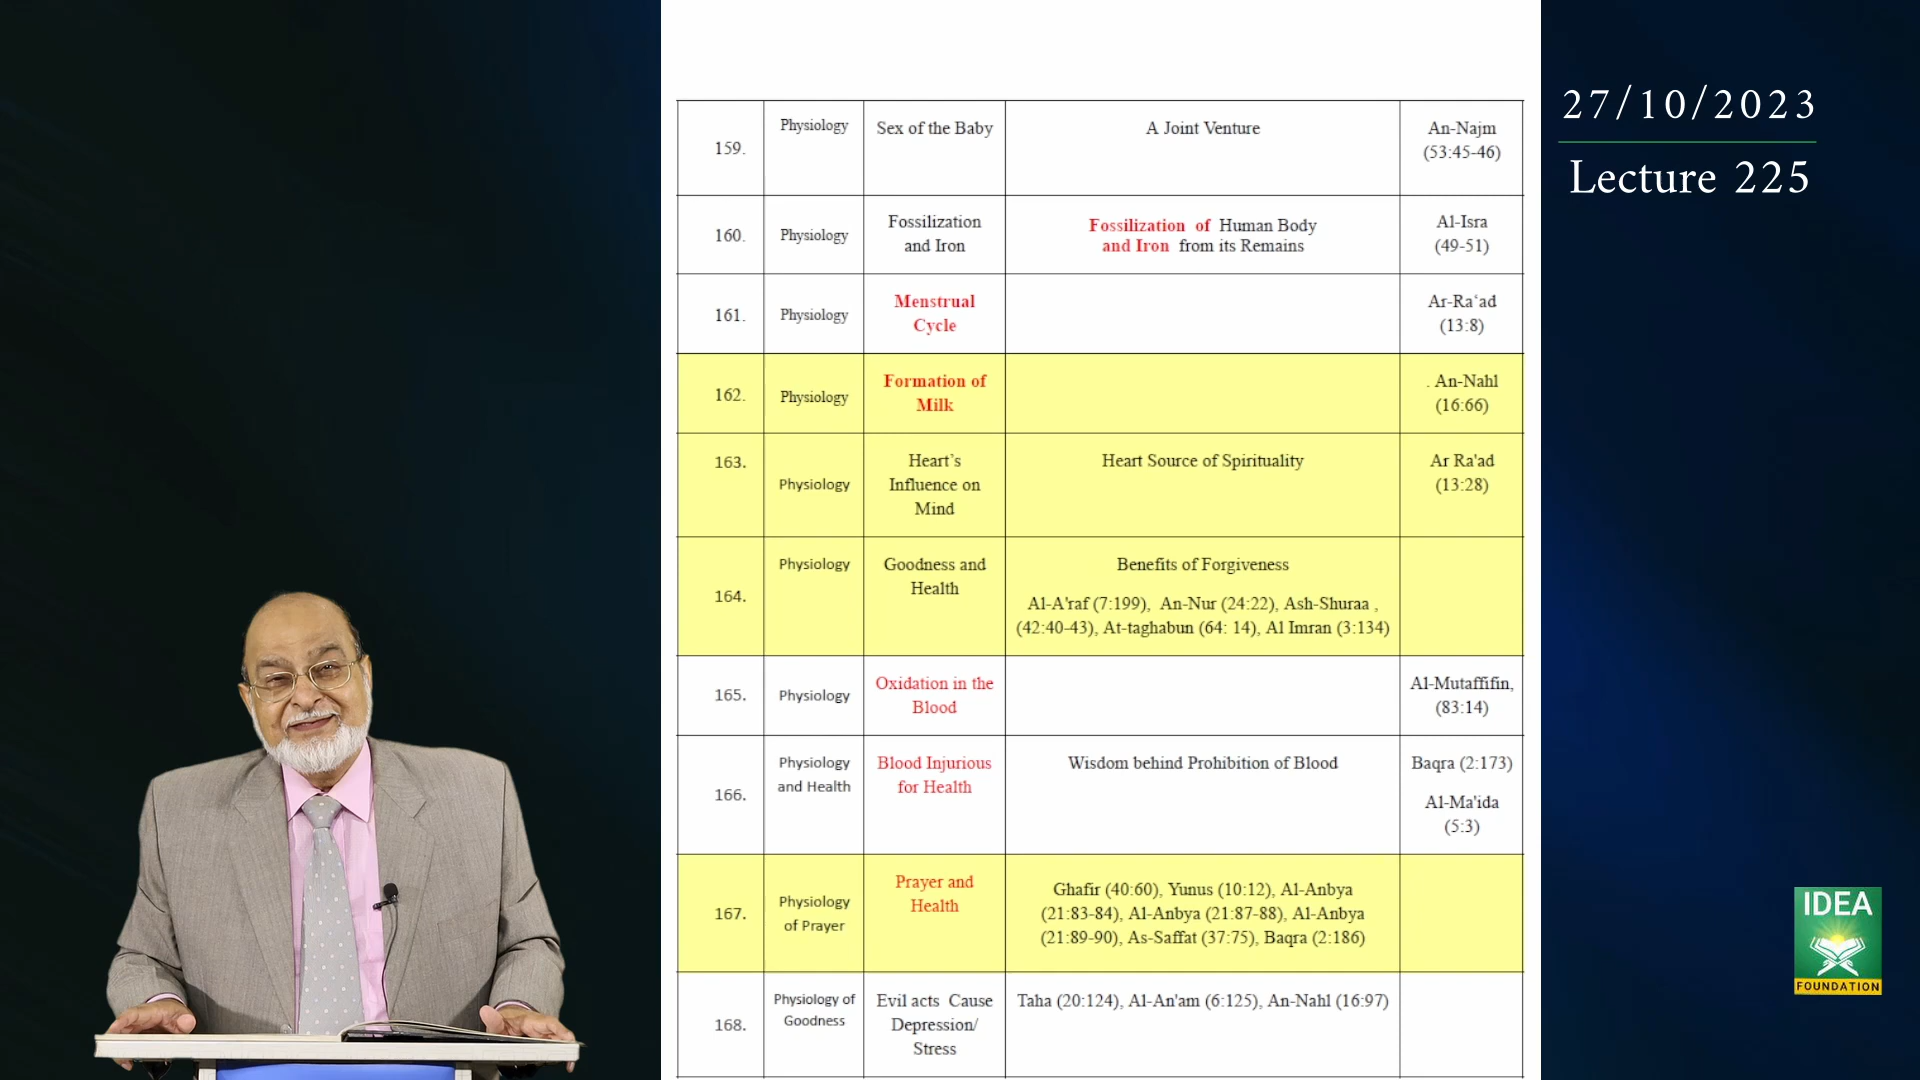 27/10/2023
Lecture 225
159.
Physiology
Sex of the Baby
A Joint Venture
An-Najm
(53:45-46)
160.
Physiology
Fossilization
and Iron
Fossilization of Human Body
and Iron from its Remains
Al-Isra
(49-51)
161.
Physiology
Menstrual
Cycle
Ar-Ra‘ad
(13:8)
162.
Physiology
Formation of
Milk
. An-Nahl
(16:66)
163.
Physiology
Heart’s
Influence on
Mind
Heart Source of Spirituality
Ar Ra'ad
(13:28)
164.
Physiology
Goodness and
Health
Benefits of Forgiveness
Al-A'raf (7:199), An-Nur (24:22), Ash-Shuraa ,
(42:40-43), At-taghabun (64: 14), Al Imran (3:134)
165.
Physiology
Oxidation in the
Blood
Al-Mutaffifin,
(83:14)
166.
Physiology
and Health
Blood Injurious
for Health
Wisdom behind Prohibition of Blood
Baqra (2:173)
Al-Ma'ida
(5:3)
167.
Physiology
of Prayer
Prayer and
Health
Ghafir (40:60), Yunus (10:12), Al-Anbya
(21:83-84), Al-Anbya (21:87-88), Al-Anbya
(21:89-90), As-Saffat (37:75), Baqra (2:186)
168.
Physiology of
Goodness
Evil acts Cause
Depression/
Stress
Taha (20:124), Al-An'am (6:125), An-Nahl (16:97)
IDEA
FOUNDATION